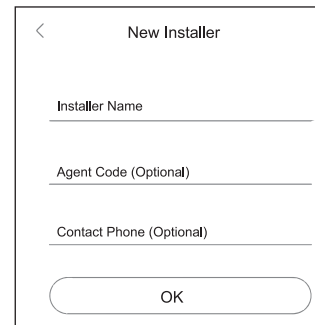 New Installer
Installer Name
Agent Code (Optional)
Contact Phone (Optional)
OK